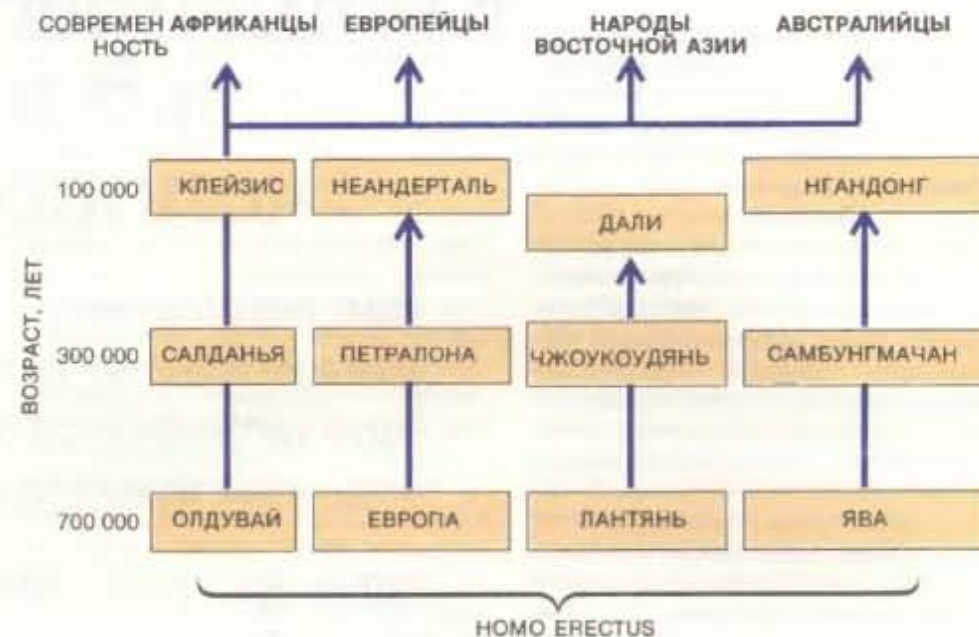 СОВРЕМЕН
НОСТЬ
АФРИКАНЦЫ
ЕВРОПЕЙЦЫ
НАРОДЫ
ВОСТОЧНОЙ АЗИИ
АВСТРАЛИЙЦЫ
ВОЗРАСТ, ЛЕТ
100 000
КЛЕЙЗИС
НЕАНДЕРТАЛЬ
ДАЛИ
НГАНДОНГ
300 000
САЛДАНЬЯ
ПЕТРАЛОНА
ЧЖОУКОУДЯНЬ
САМБУНГМАЧАН
700 000
ОЛДУВАЙ
ЕВРОПА
ЛАНТЯНЬ
ЯВА
HOMO ERECTUS